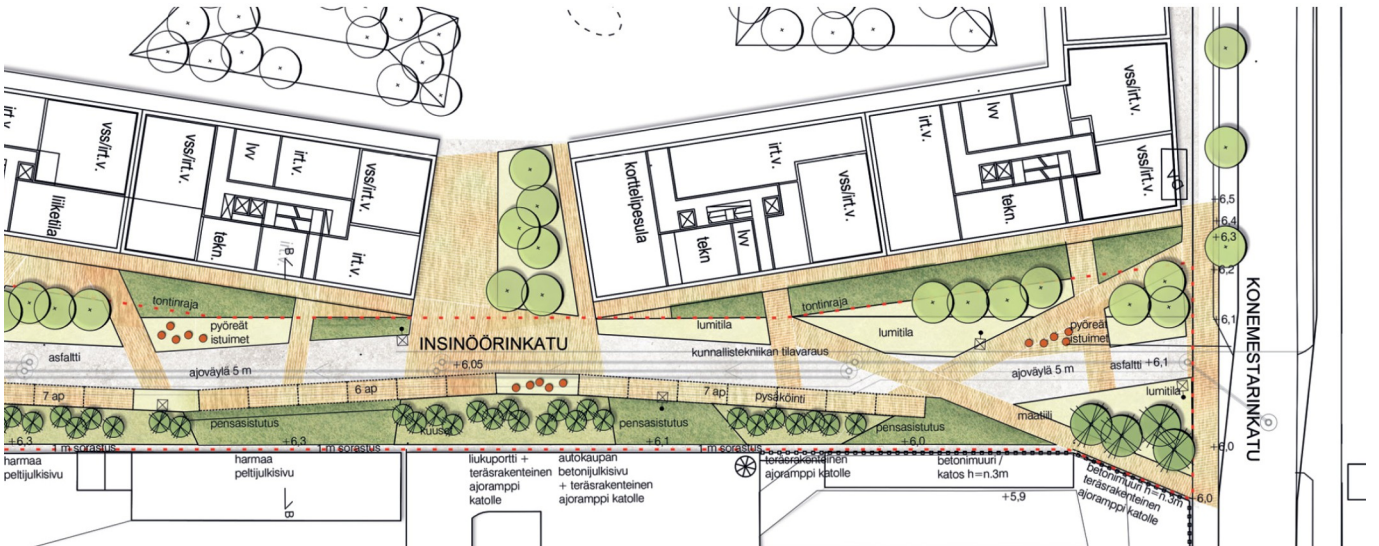 irt.v.
vss/irt.v.
liiketila
vss/irt.v.
lvv
irt.v.
vss/irt.v.
tekn.
irt.v.
B
irt.v.
korttelipesula
irt.v.
vss/irt.v.
tekn
lvv
irt.v.
lvv
vss/irt.v.
vss/irt.v.
tekn.
+6,5
+6,4
+6,3
+6,2
+6,1
KONEMESTARINKATU
tontinraja
tontinraja
pyöreät
istuimet
lumitila
lumitila
pyöreät
istuimet
INSINÖÖRINKATU
kunnallistekniikan tilavaraus
asfaltti
ajoväylä 5 m
+6,05
ajoväylä 5 m
asfaltti +6,1
7 ap
6 ap
7 ap
pysäköinti
lumitila
maatiili
pensasistutus
kuuset
pensasistutus
pensasistutus
+6,3
+6,3
+6,1
+6,0
+6,0
1 m sorastus
1 m sorastus
1 m sorastus
harmaa
peltijulkisivu
harmaa
peltijulkisivu
B
liukuportti +
teräsrakenteinen
ajoramppi
katolle
autokaupan
betonijulkisivu
+ teräsrakenteinen
ajoramppi katolle
teräsrakenteinen
ajoramppi katolle
betonimuuri /
katos h=n.3m
+5,9
betonimuuri h=n.3m
teräsrakenteinen
ajoramppi katolle
6,0